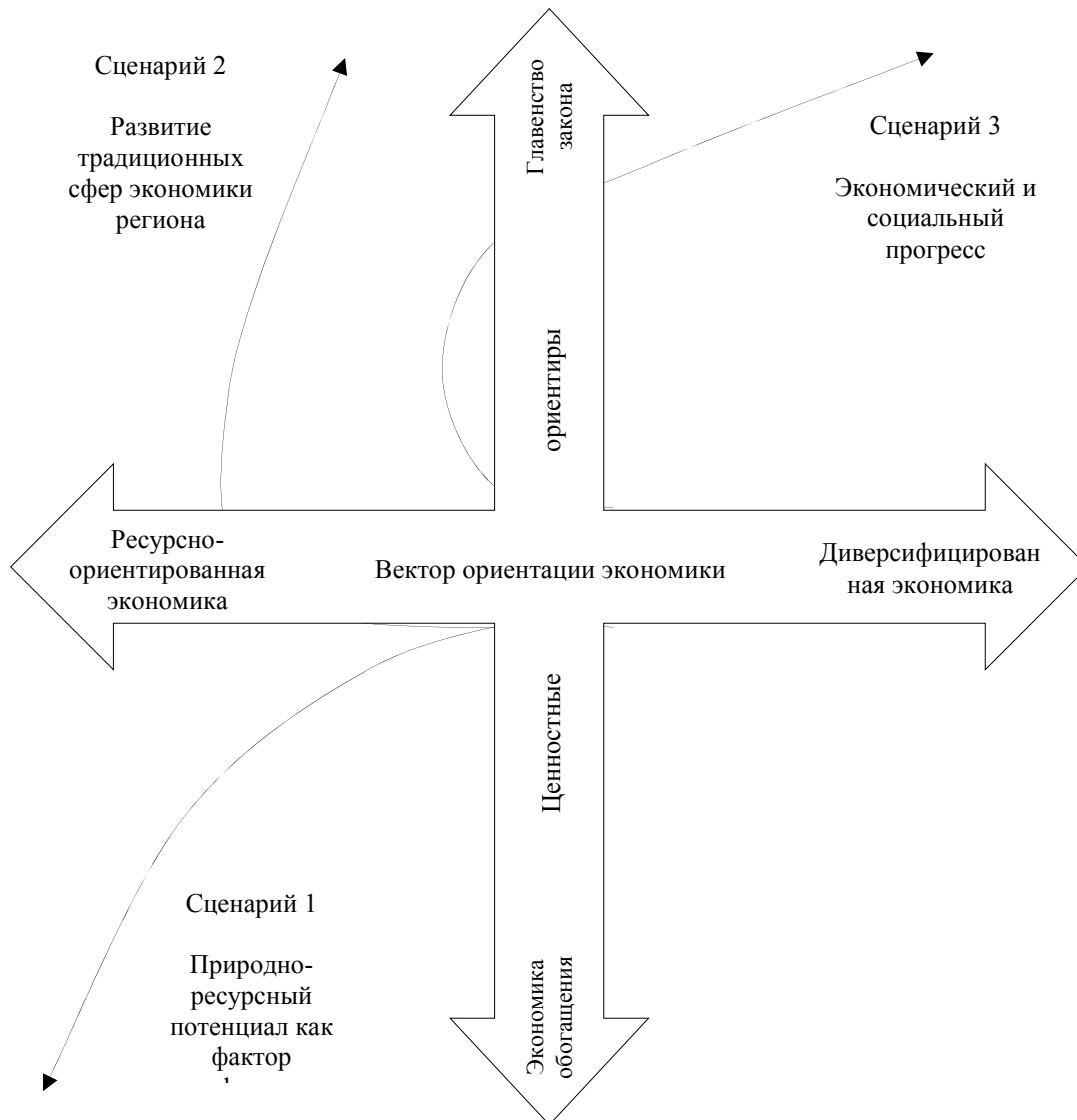 Сценарий 2
Развитие
традиционных
сфер экономики
региона
Главенство
закона
Сценарий 3
Экономический и
социальный
прогресс
ориентиры
Ресурсно-
ориентированная
экономика
Вектор ориентации экономики
Диверсифицирован
ная экономика
Ценностные
Сценарий 1
Природно-
ресурсный
потенциал как
фактор
Экономика
обогащения